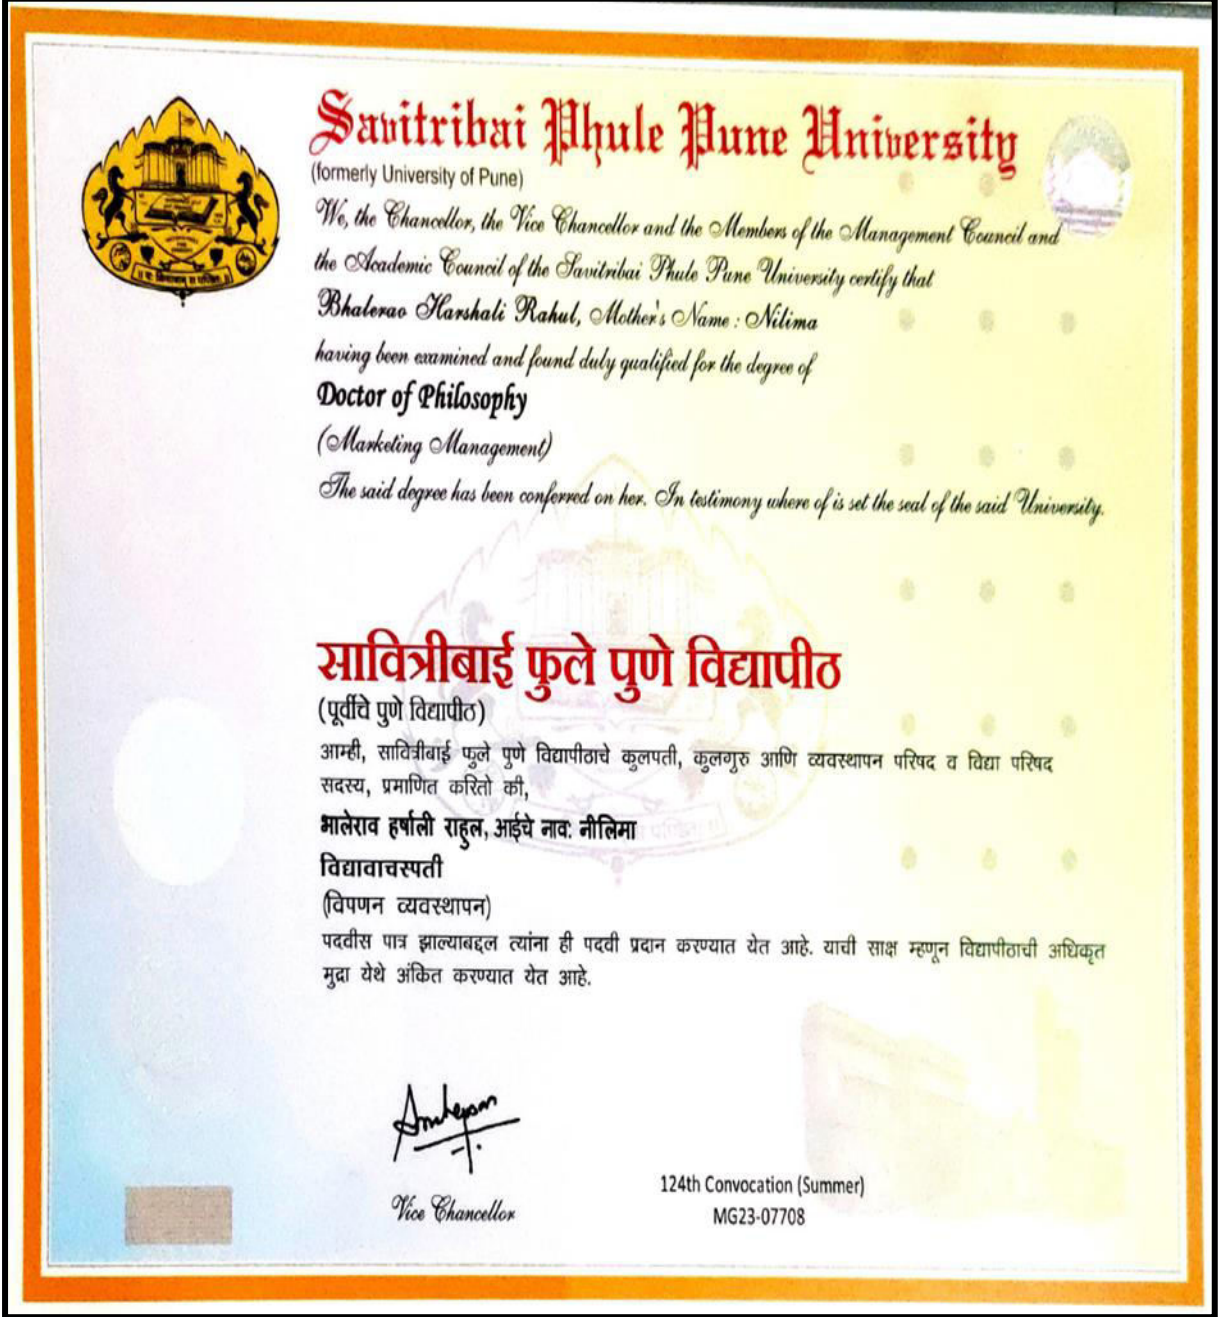 Savitribai Phule Pune University
(formerly University of Pune)
We, the Chancellor, the Vice Chancellor and the Members of the Management Council and
the Academic Council of the Savitribai Phule Pune University certify that
Bhalerao Harshali Rahul, Mother's Name : Nilima
having been examined and found duly qualified for the degree of
Doctor of Philosophy
(Marketing Management)
The said degree has been conferred on her. In testimony where of is set the seal of the said University.
सावित्रीबाई फुले पुणे विद्यापीठ
(पूर्वीचे पुणे विद्यापीठ)
आम्ही, सावित्रीबाई फुले पुणे विद्यापीठाचे कुलपती, कुलगुरु आणि व्यवस्थापन परिषद व विद्या परिषद
सदस्य, प्रमाणित करितो की,
भालेराव हर्षाली राहुल, आईचे नाव: नीलिमा
विद्यावाचस्पती
(विपणन व्यवस्थापन)
पदवीस पात्र झाल्याबद्दल त्यांना ही पदवी प्रदान करण्यात येत आहे. याची साक्ष म्हणून विद्यापीठाची अधिकृत
मुद्रा येथे अंकित करण्यात येत आहे.
Vice Chancellor
124th Convocation (Summer)
MG23-07708